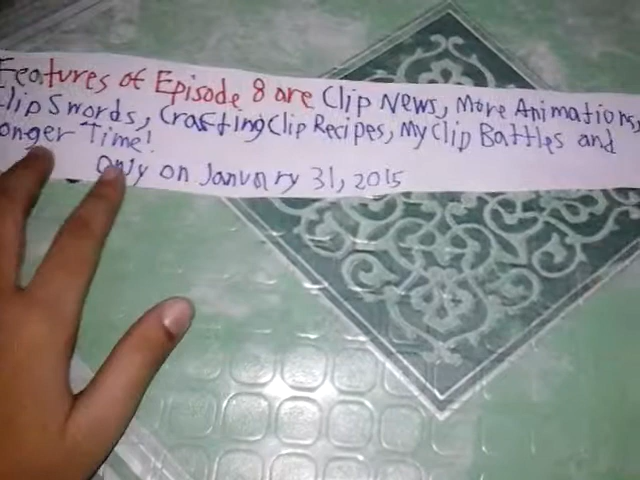 Features of Episode 8 are Clip News, More Animations,
Clip Swords, Crafting Clip Recipes, My Clip Battles and
onger Time!
Only on January 31, 2015